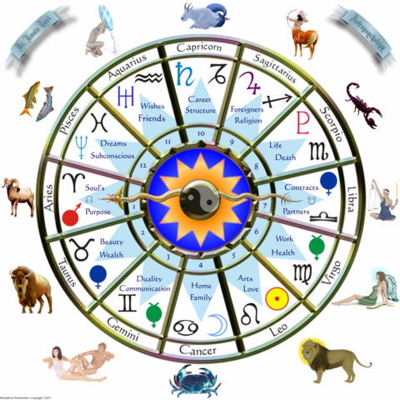 Capricorn
Aquarius
Sagittarius
Pisces
Scorpio
Aries
Libra
Taurus
Virgo
Gemini
Leo
Cancer
Wishes
Friends
Career
Structure
Foreigners
Religion
Dreams
Subconscious
Life
Death
Soul's
Purpose
Contracts
Partners
Beauty
Wealth
Work
Health
Duality
Communication
Home
Family
Arts
Love
11
10
9
12
8
1
7
2
6
3
4
5